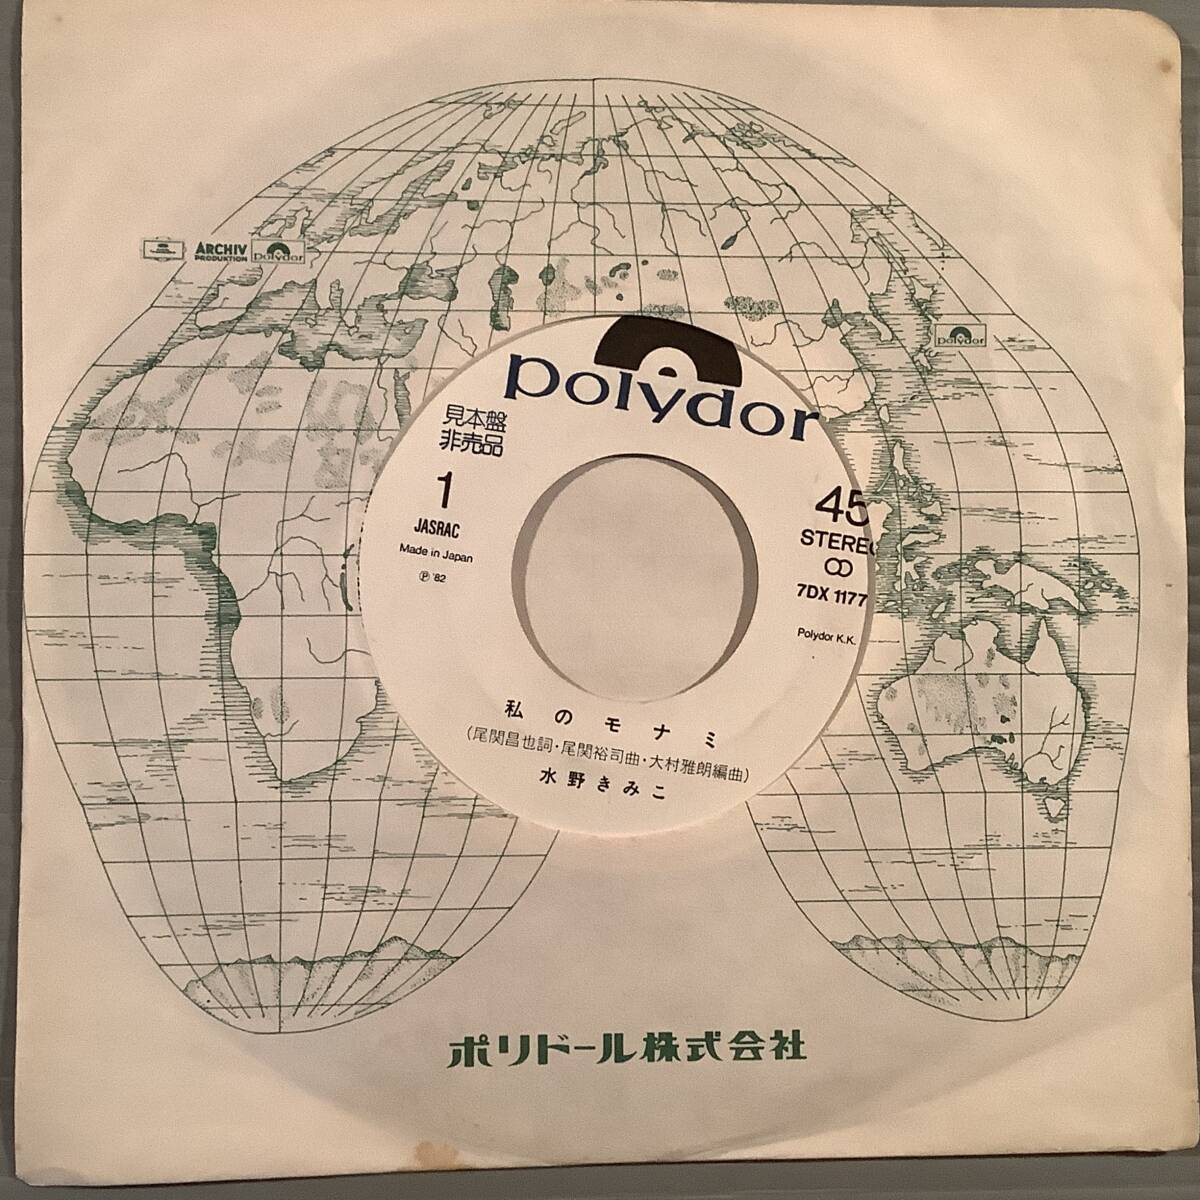 ARCHIV
PRODUKTION
polydor
polydor
polydor
見本盤
非売品
1
JASRAC
Made in Japan
℗ '82
45
STEREO
7DX 1177
Polydor K.K.
私のモナミ
(尾関昌也詞・尾関裕司曲・大村雅朗編曲)
水野きみこ
ポリドール株式会社